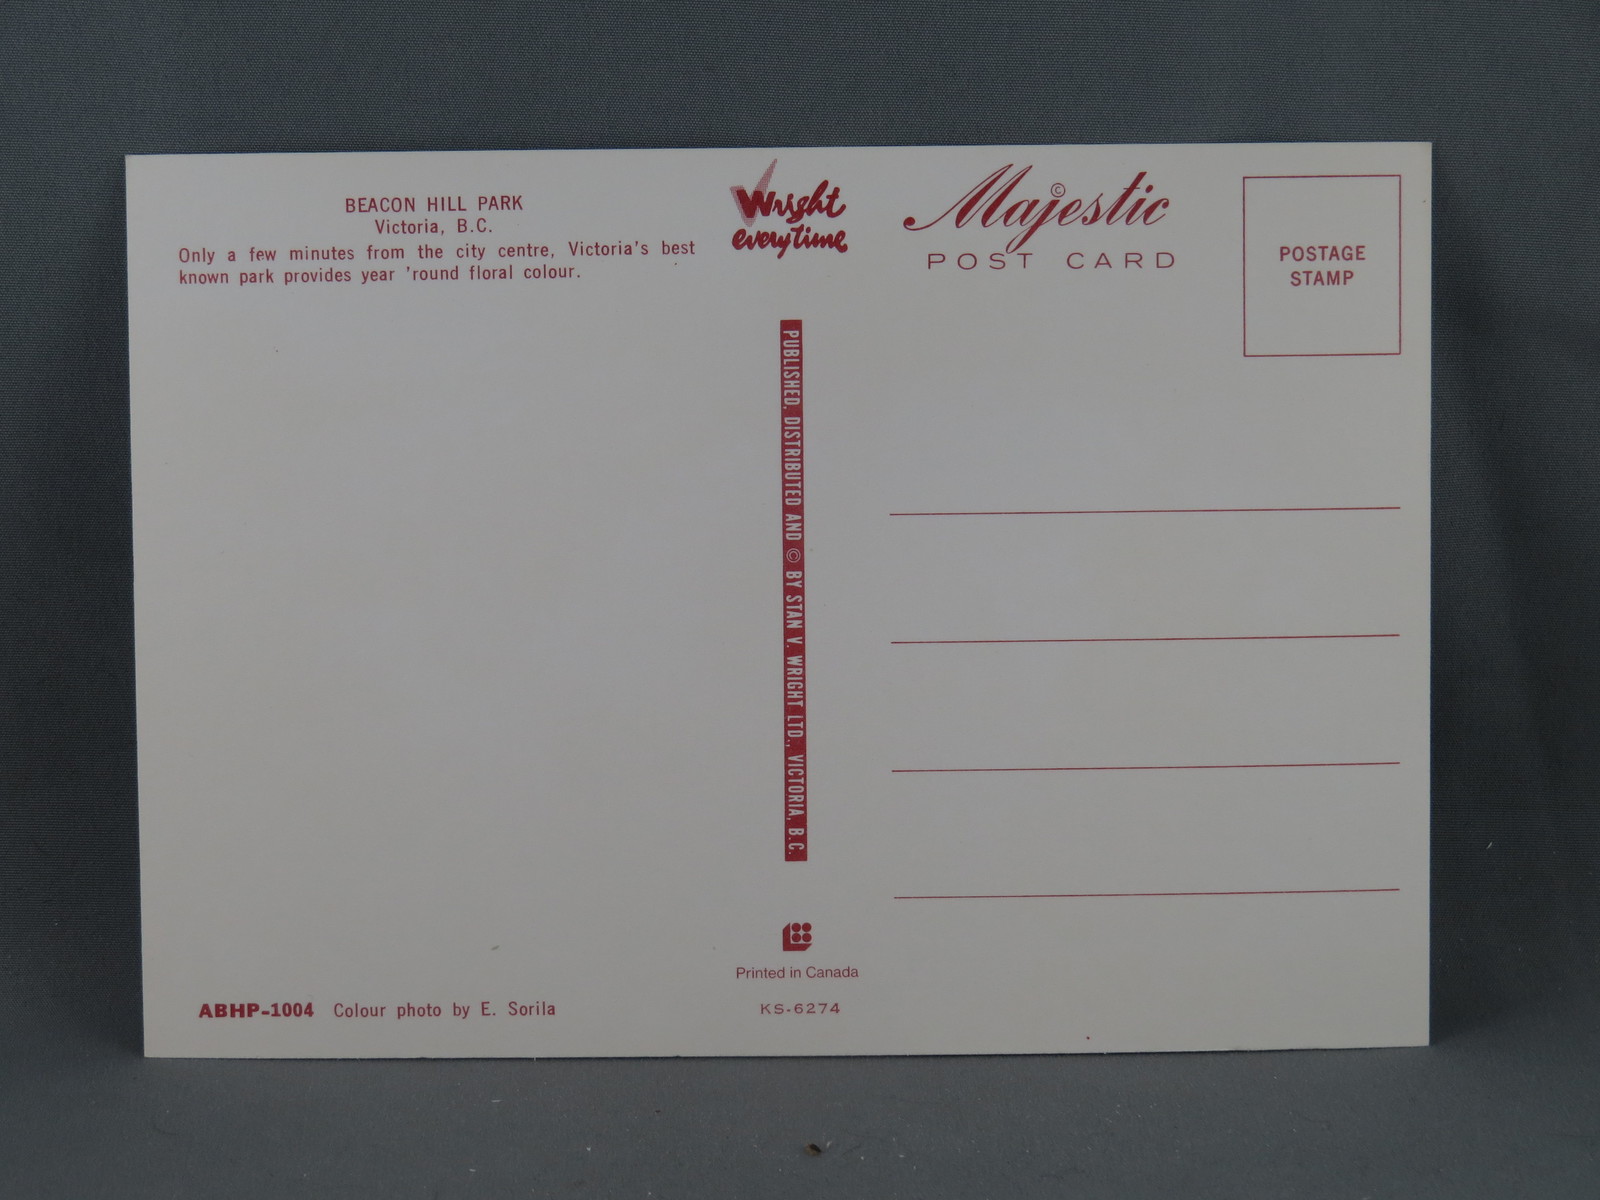 BEACON HILL PARK
Victoria, B.C.
Only a few minutes from the city centre, Victoria's best
known park provides year 'round floral colour.
Wright
everytime
Majestic
©
POST CARD
POSTAGE
STAMP
PUBLISHED, DISTRIBUTED AND © BY STAN V. WRIGHT LTD., VICTORIA, B.C.
Printed in Canada
ABHP-1004 Colour photo by E. Sorila
KS-6274